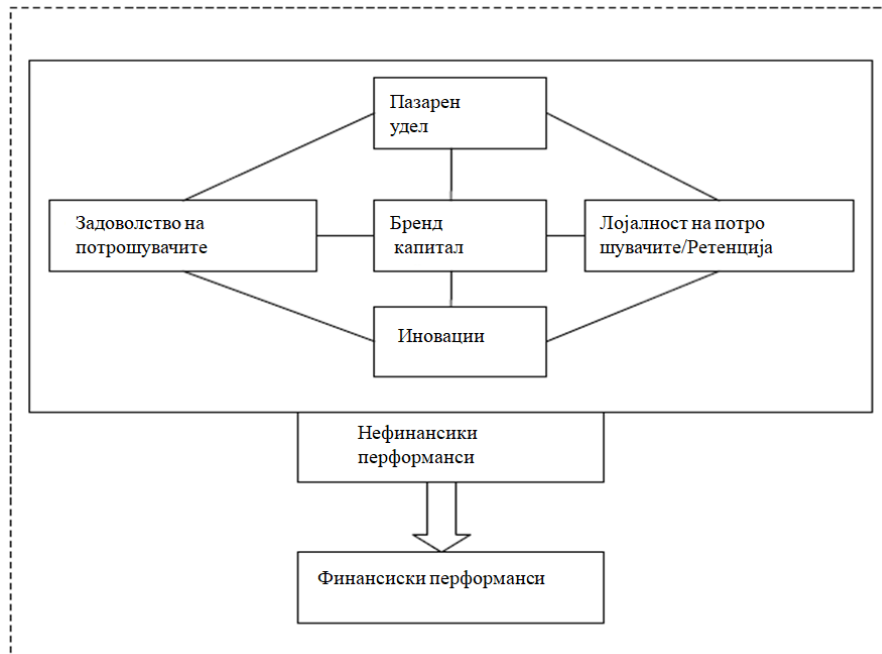 Пазарен
удел
Задоволство на
потрошувачите
Бренд
капитал
Лојалност на потро
шувачите/Ретенција
Иновации
Нефинансики
перформанси
Финансиски перформанси